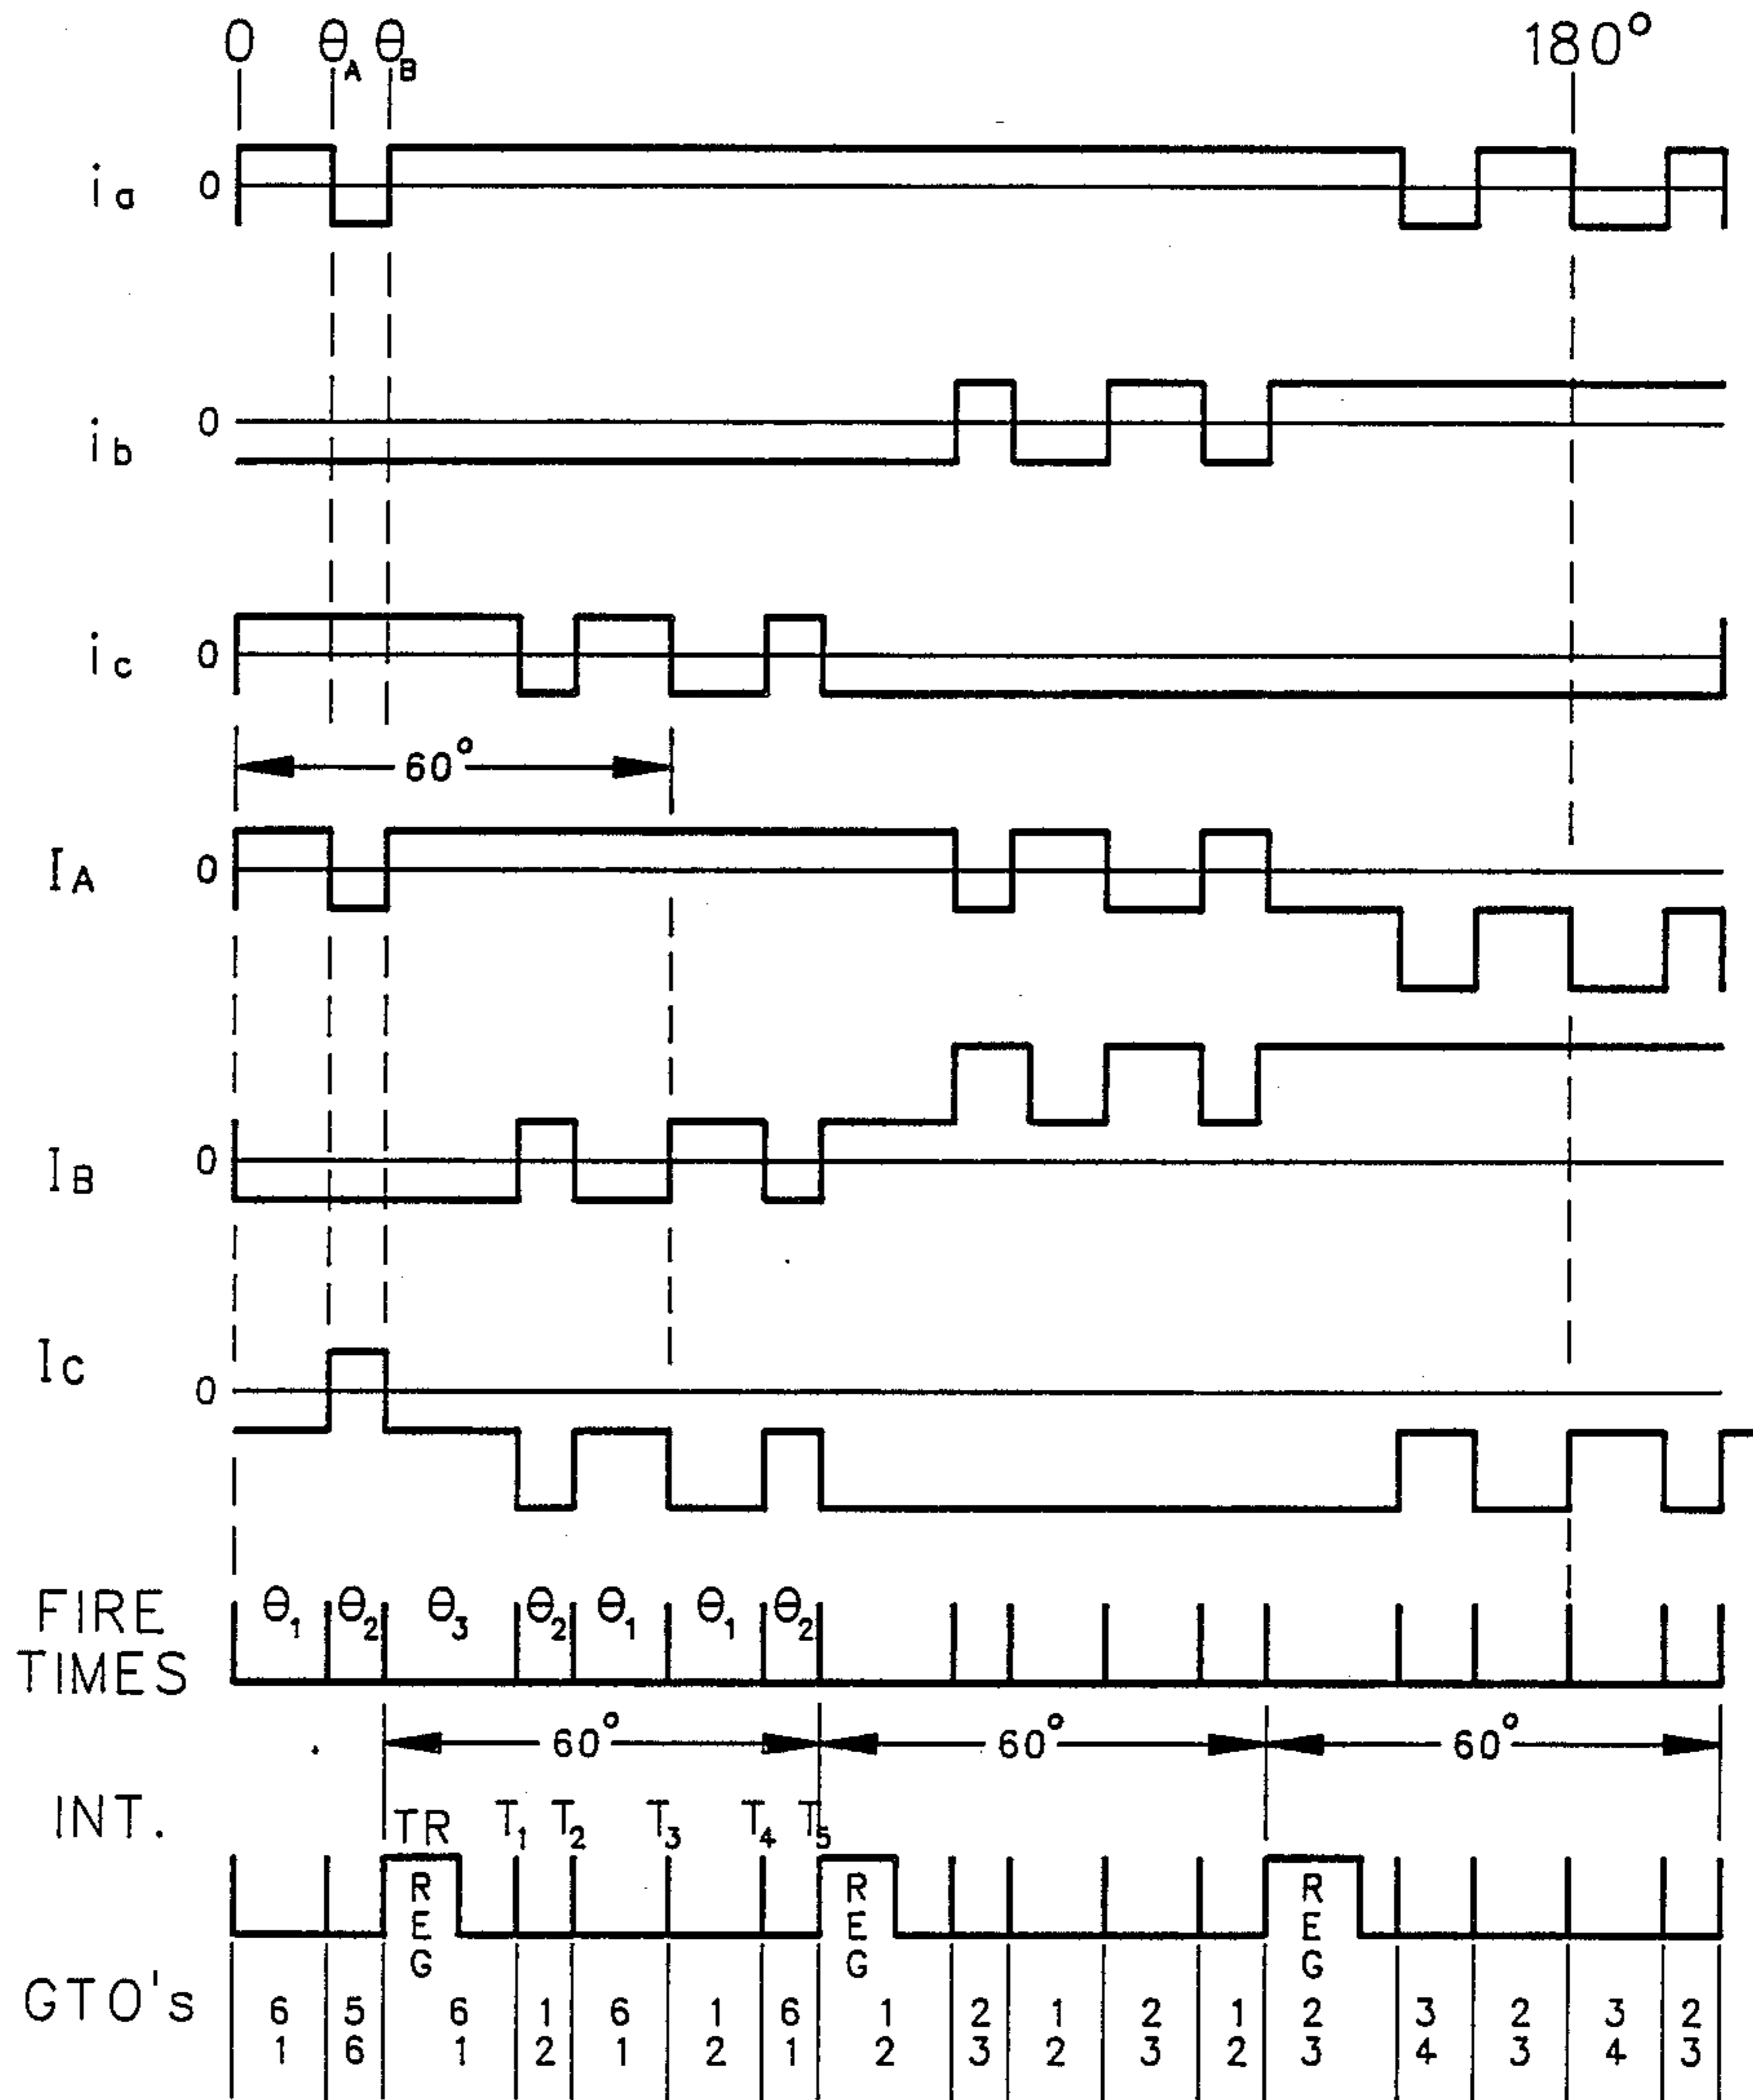 0 θA θB 180°
ia 0
ib 0
ic 0
60°
IA 0
IB 0
IC 0
FIRE TIMES θ1 θ2 θ3 θ2 θ1 θ1 θ2
60° 60° 60°
INT. TR T1 T2 T3 T4 T5
REG REG REG
GTO's 6 5 6 1 6 1 6 1 2 1 2 1 2 3 2 3 2
1 6 1 2 1 2 1 2 3 2 3 2 3 4 3 4 3